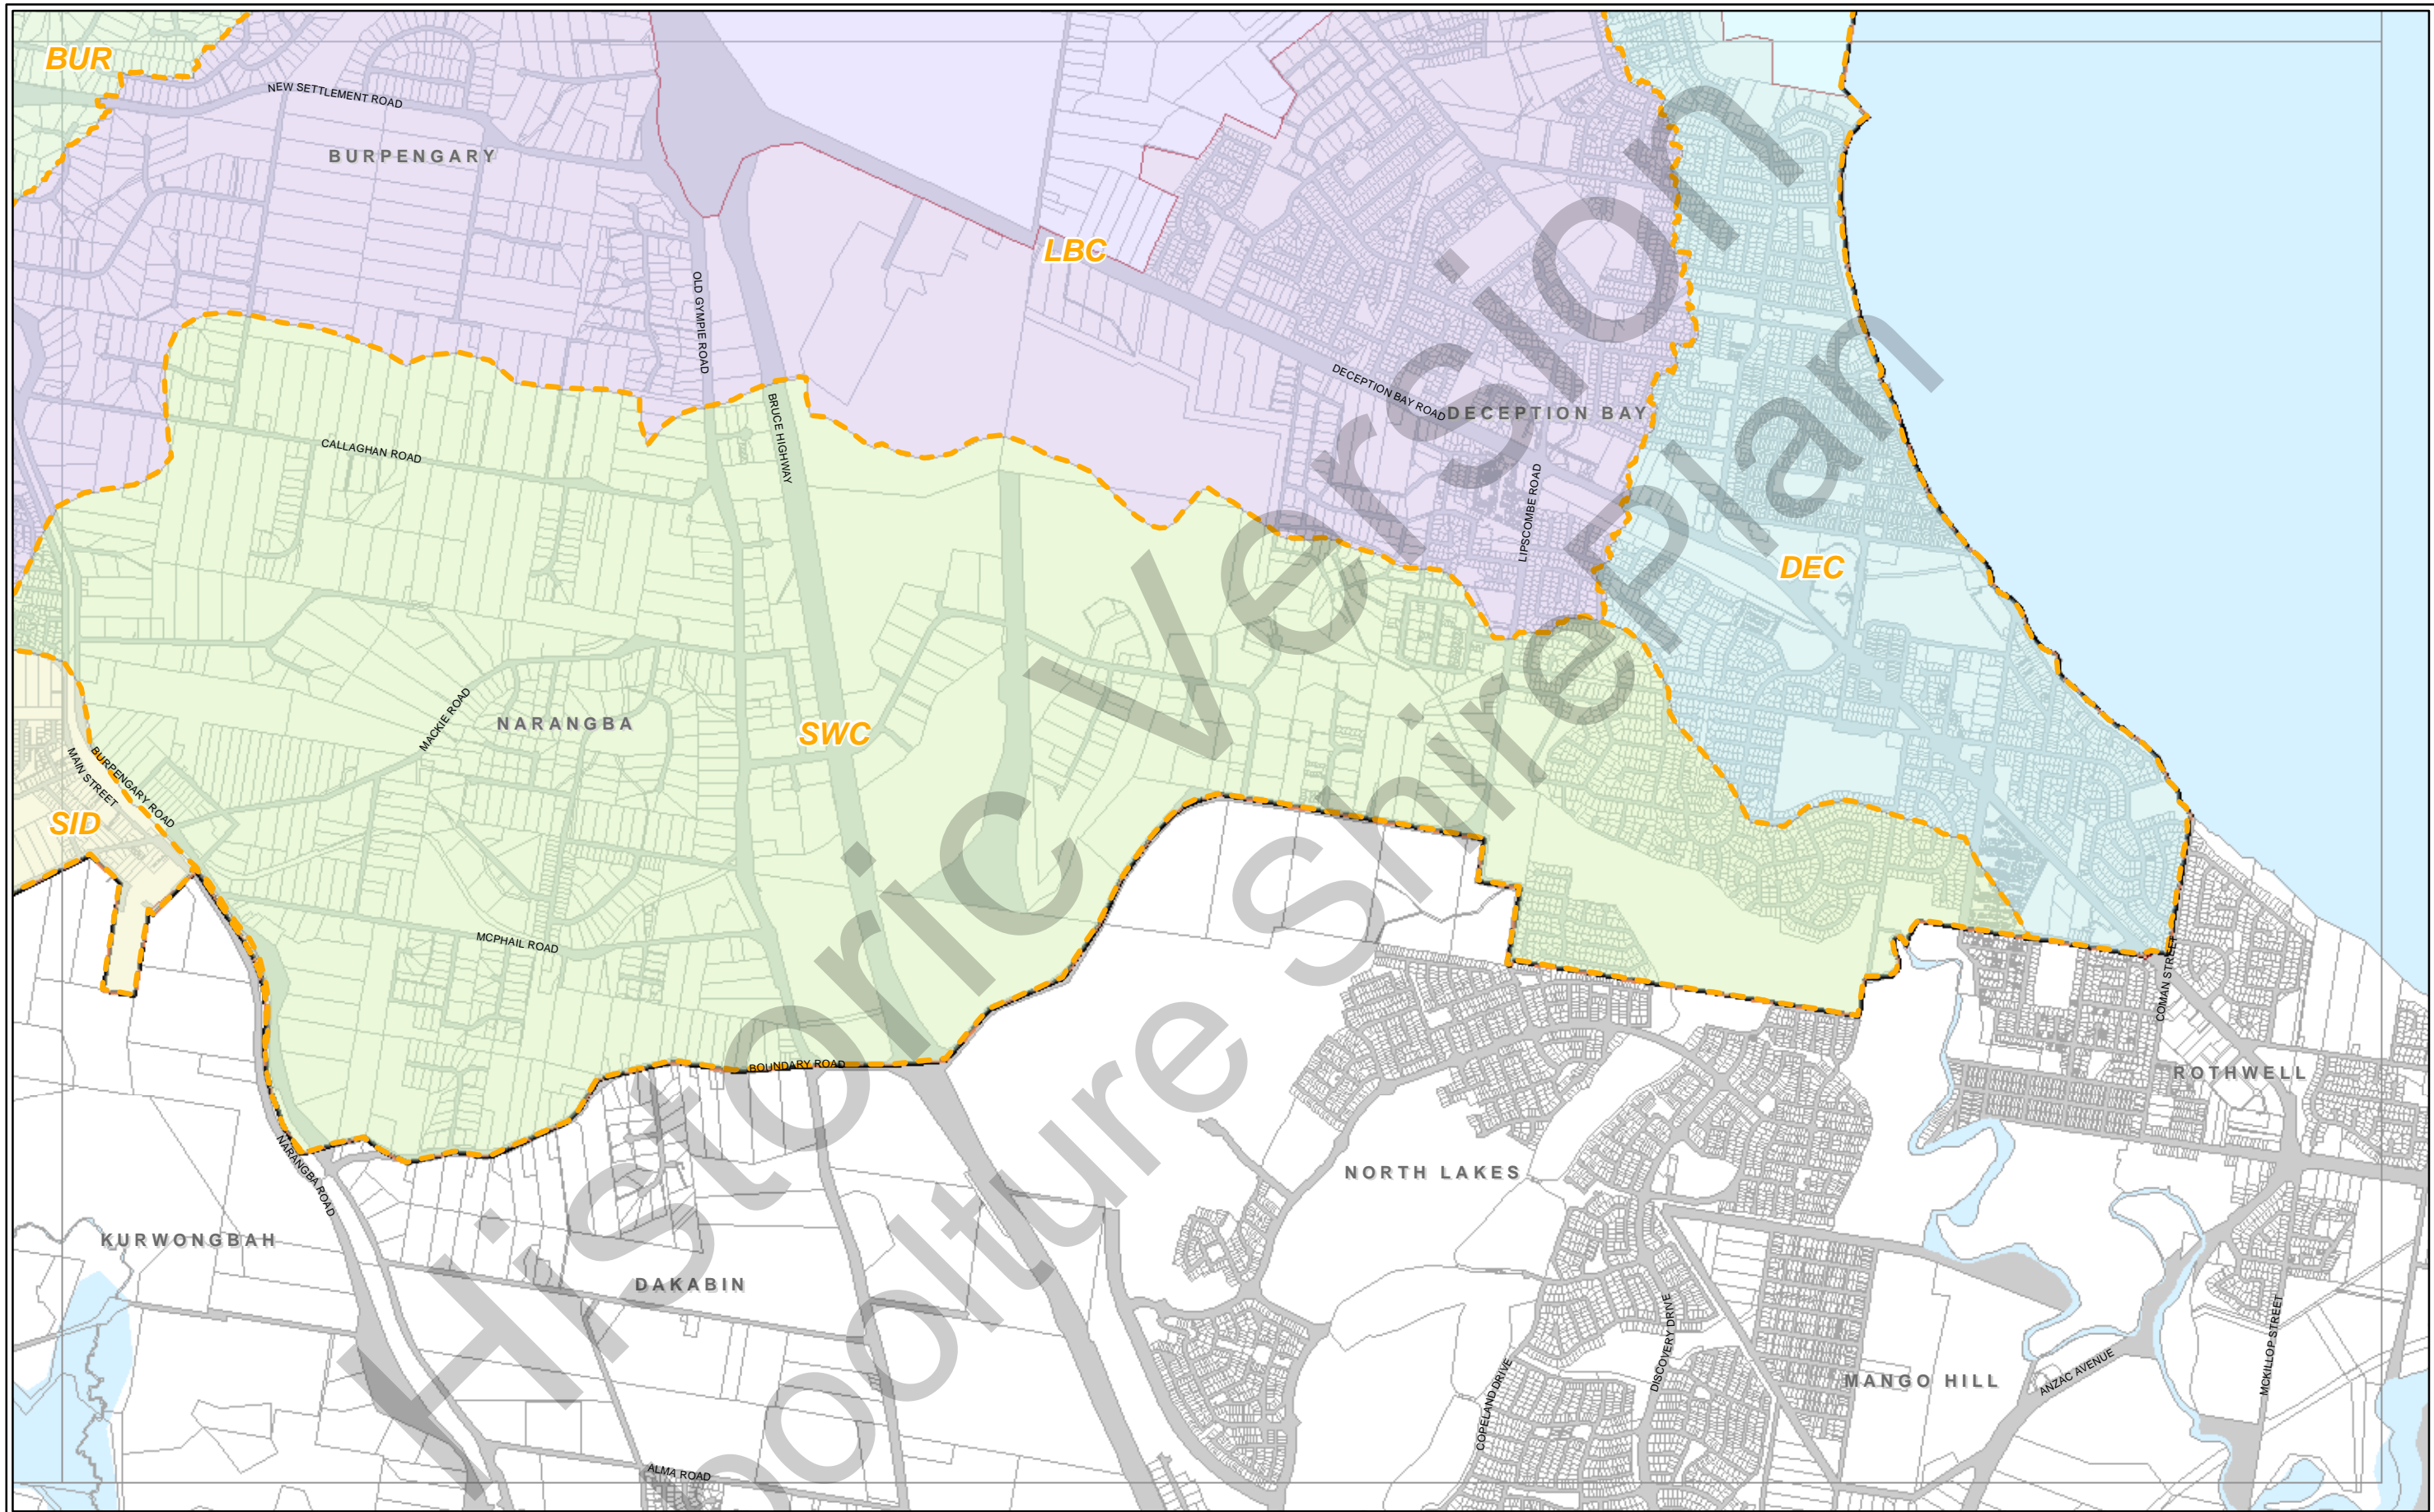 BUR
NEW SETTLEMENT ROAD
BURPENGARY
LBC
OLD GYMPIE ROAD
DECEPTION BAY ROAD
DECEPTION BAY
BRUCE HIGHWAY
CALLAGHAN ROAD
LIPSCOMBE ROAD
DEC
MACKIE ROAD
NARANGBA
SWC
BURPENGARY ROAD
MAIN STREET
SID
MCPHAIL ROAD
COMAN STREET
BOUNDARY ROAD
ROTHWELL
NARANGBA ROAD
NORTH LAKES
KURWONGBAH
DAKABIN
DISCOVERY DRIVE
MCKILLOP STREET
MANGO HILL
ANZAC AVENUE
COPELAND DRIVE
ALMA ROAD
Historic Version
oolture ShirePlan